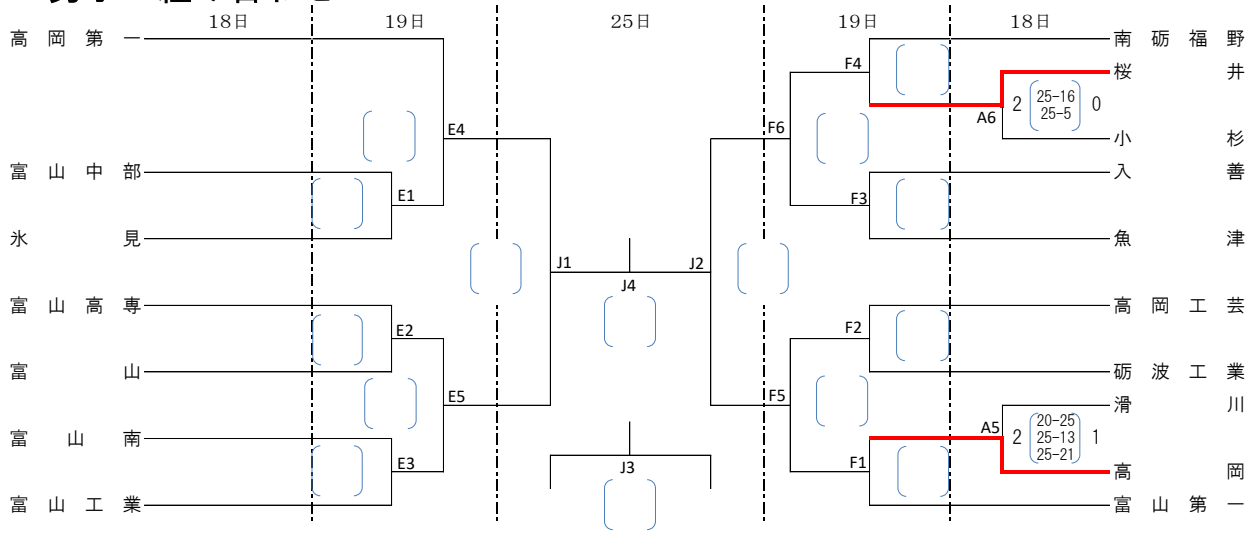 18日 19日 25日 19日 18日
高岡第一 南砺福野
F4 桜井
2 25-16 0
25-5
A6
E4 F6
小杉
富山中部 入善
E1 F3
氷見 魚津
J1 J2
J4
富山高専 高岡工芸
E2 F2
富山 砺波工業
E5 F5 滑川
20-25
A5
富山南 2 25-13 1
25-21
E3 J3 F1 高岡
富山工業 富山第一